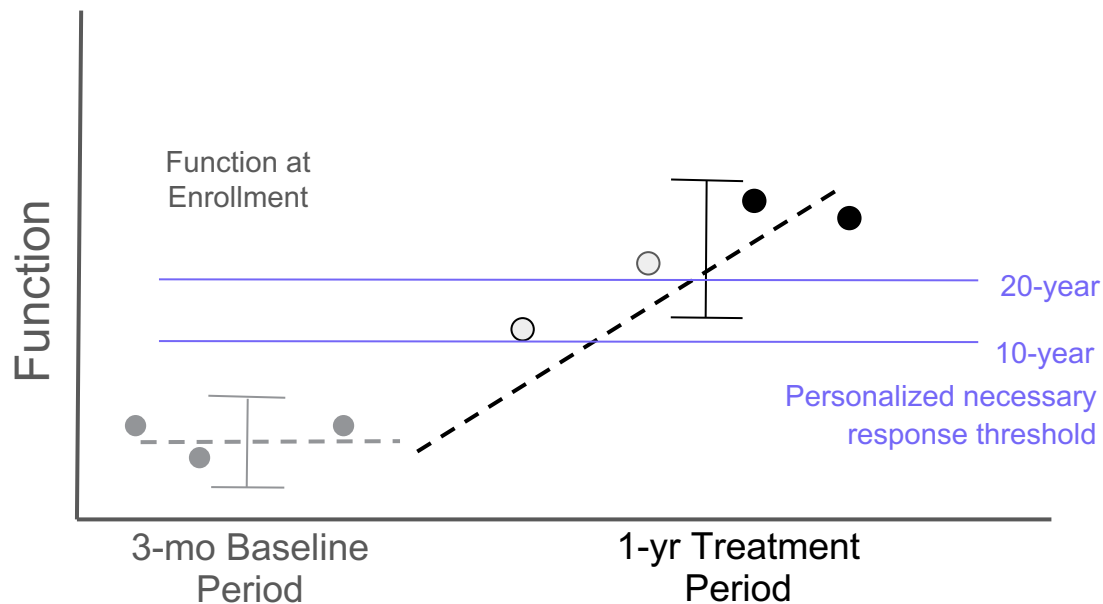 Function at
Enrollment
Function
20-year
10-year
Personalized necessary
response threshold
3-mo Baseline
Period
1-yr Treatment
Period